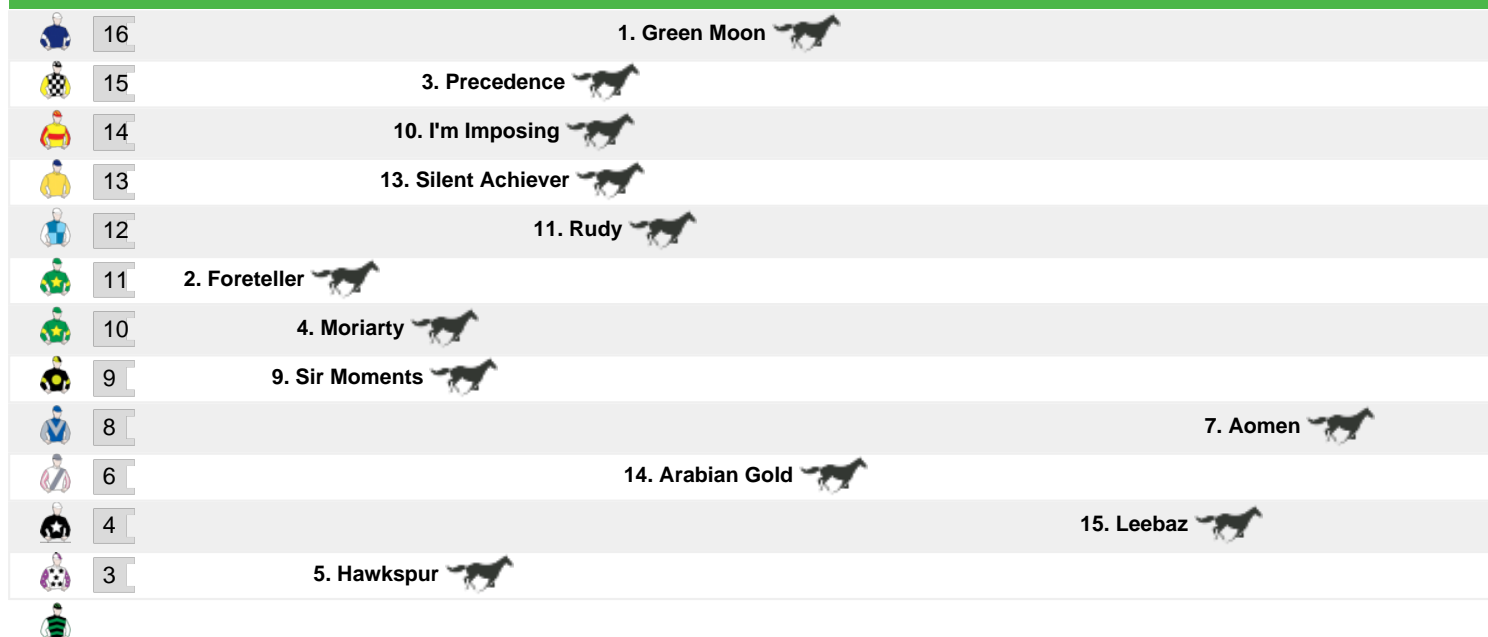 16 1. Green Moon
15 3. Precedence
14 10. I'm Imposing
13 13. Silent Achiever
12 11. Rudy
11 2. Foreteller
10 4. Moriarty
9 9. Sir Moments
8 7. Aomen
6 14. Arabian Gold
4 15. Leebaz
3 5. Hawkspur